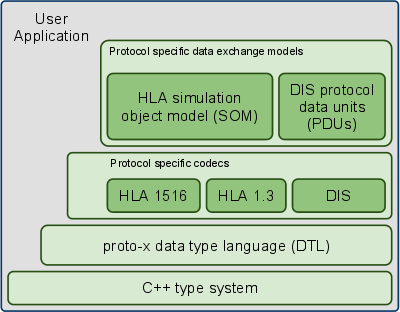 User
Application
Protocol specific data exchange models
HLA simulation
object model (SOM)
DIS protocol
data units
(PDUs)
Protocol specific codecs
HLA 1516
HLA 1.3
DIS
proto-x data type language (DTL)
C++ type system